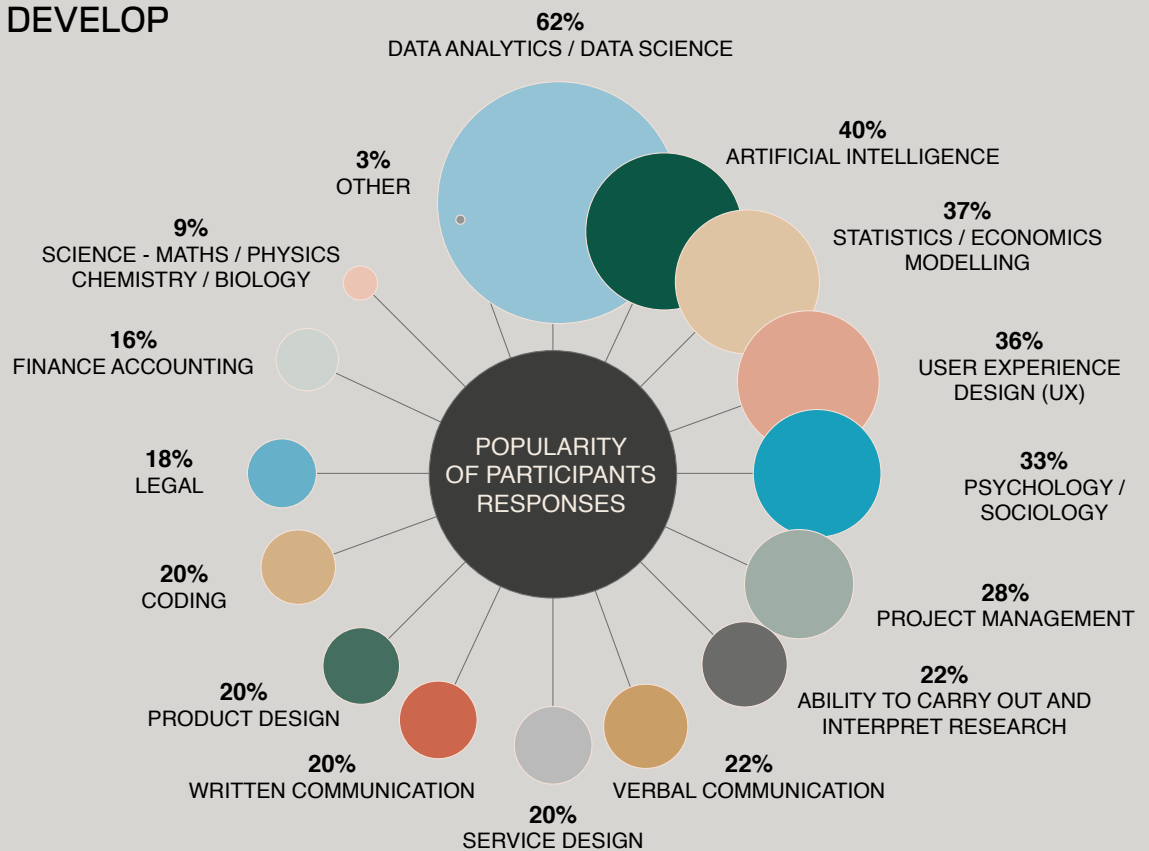 DEVELOP
62%
DATA ANALYTICS / DATA SCIENCE
40%
ARTIFICIAL INTELLIGENCE
37%
STATISTICS / ECONOMICS
MODELLING
36%
USER EXPERIENCE
DESIGN (UX)
33%
PSYCHOLOGY /
SOCIOLOGY
28%
PROJECT MANAGEMENT
22%
ABILITY TO CARRY OUT AND
INTERPRET RESEARCH
22%
VERBAL COMMUNICATION
20%
SERVICE DESIGN
20%
WRITTEN COMMUNICATION
20%
PRODUCT DESIGN
20%
CODING
18%
LEGAL
16%
FINANCE ACCOUNTING
9%
SCIENCE - MATHS / PHYSICS
CHEMISTRY / BIOLOGY
3%
OTHER
POPULARITY
OF PARTICIPANTS
RESPONSES